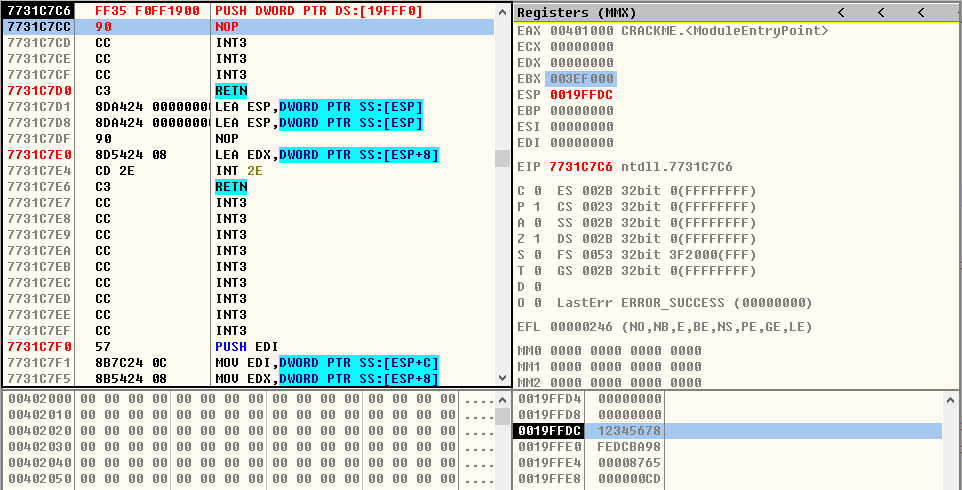 7731C7C6 FF35 F0FF1900 PUSH DWORD PTR DS:[19FFF0]
7731C7CC 90 NOP
7731C7CD CC INT3
7731C7CE CC INT3
7731C7CF CC INT3
7731C7D0 C3 RETN
7731C7D1 8DA424 00000000 LEA ESP,DWORD PTR SS:[ESP]
7731C7D8 8DA424 00000000 LEA ESP,DWORD PTR SS:[ESP]
7731C7DF 90 NOP
7731C7E0 8D5424 08 LEA EDX,DWORD PTR SS:[ESP+8]
7731C7E4 CD 2E INT 2E
7731C7E6 C3 RETN
7731C7E7 CC INT3
7731C7E8 CC INT3
7731C7E9 CC INT3
7731C7EA CC INT3
7731C7EB CC INT3
7731C7EC CC INT3
7731C7ED CC INT3
7731C7EE CC INT3
7731C7EF CC INT3
7731C7F0 57 PUSH EDI
7731C7F1 8B7C24 0C MOV EDI,DWORD PTR SS:[ESP+C]
7731C7F5 8B5424 08 MOV EDX,DWORD PTR SS:[ESP+8]
Registers (MMX) < < <
EAX 00401000 CRACKME.<ModuleEntryPoint>
ECX 00000000
EDX 00000000
EBX 003EF000
ESP 0019FFDC
EBP 00000000
ESI 00000000
EDI 00000000
EIP 7731C7C6 ntdll.7731C7C6
C 0 ES 002B 32bit 0(FFFFFFFF)
P 1 CS 0023 32bit 0(FFFFFFFF)
A 0 SS 002B 32bit 0(FFFFFFFF)
Z 1 DS 002B 32bit 0(FFFFFFFF)
S 0 FS 0053 32bit 3F2000(FFF)
T 0 GS 002B 32bit 0(FFFFFFFF)
D 0
O 0 LastErr ERROR_SUCCESS (00000000)
EFL 00000246 (NO,NB,E,BE,NS,PE,GE,LE)
MM0 0000 0000 0000 0000
MM1 0000 0000 0000 0000
MM2 0000 0000 0000 0000
00402000 00 00 00 00 00 00 00 00 00 00 00 00 00 00 00 00 ....
00402010 00 00 00 00 00 00 00 00 00 00 00 00 00 00 00 00 ....
00402020 00 00 00 00 00 00 00 00 00 00 00 00 00 00 00 00 ....
00402030 00 00 00 00 00 00 00 00 00 00 00 00 00 00 00 00 ....
00402040 00 00 00 00 00 00 00 00 00 00 00 00 00 00 00 00 ....
00402050 00 00 00 00 00 00 00 00 00 00 00 00 00 00 00 00 ....
0019FFD4 00000000
0019FFD8 00000000
0019FFDC 12345678
0019FFE0 FEDCBA98
0019FFE4 00008765
0019FFE8 000000CD